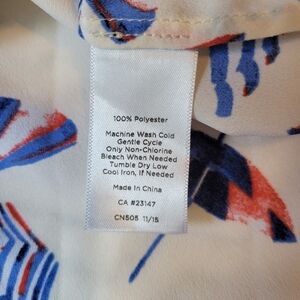 100% Polyester
Machine Wash Cold
Gentle Cycle
Only Non-Chlorine
Bleach When Needed
Tumble Dry Low
Cool Iron, If Needed
Made in China
CA #23147
CN505 11/15